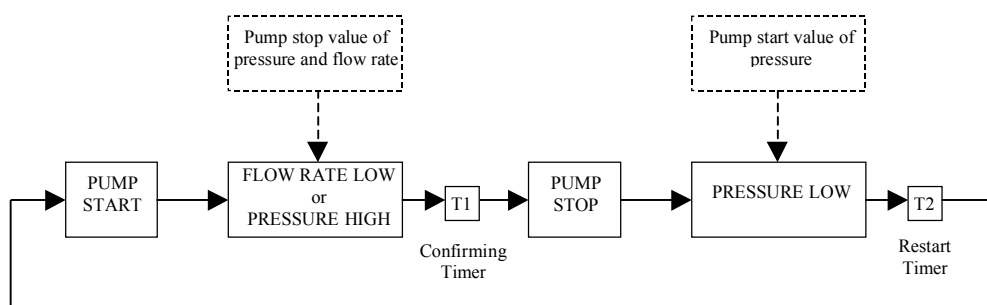 Pump stop value of
pressure and flow rate
Pump start value of
pressure
PUMP
START
FLOW RATE LOW
or
PRESSURE HIGH
T1
Confirming
Timer
PUMP
STOP
PRESSURE LOW
T2
Restart
Timer